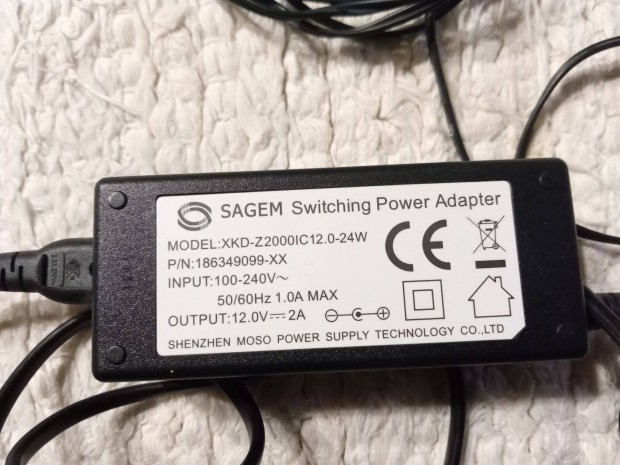 SAGEM Switching Power Adapter
MODEL:XKD-Z2000IC12.0-24W
P/N:186349099-XX
INPUT:100-240V~
50/60Hz 1.0A MAX
OUTPUT:12.0V⎓2A
SHENZHEN MOSO POWER SUPPLY TECHNOLOGY CO.,LTD
CE